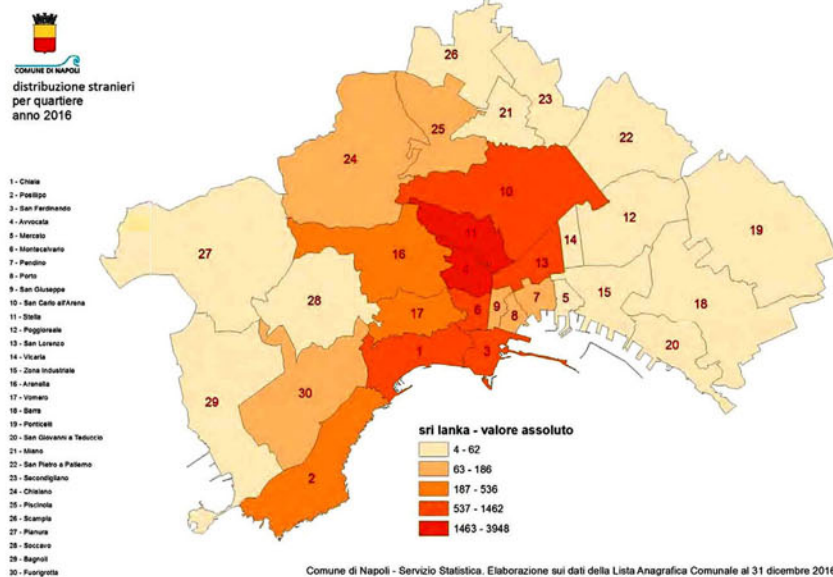 COMUNE DI NAPOLI
distribuzione stranieri
per quartiere
anno 2016
1 - Chiaia
2 - Posillipo
3 - San Ferdinando
4 - Avvocata
5 - Mercato
6 - Montecalvario
7 - Pendino
8 - Porto
9 - San Giuseppe
10 - San Carlo all'Arena
11 - Stella
12 - Poggioreale
13 - San Lorenzo
14 - Vicaria
15 - Zona Industriale
16 - Arenella
17 - Vomero
18 - Barra
19 - Ponticelli
20 - San Giovanni a Teduccio
21 - Miano
22 - San Pietro a Patierno
23 - Secondigliano
24 - Chiaiano
25 - Piscinola
26 - Scampia
27 - Pianura
28 - Soccavo
29 - Bagnoli
30 - Fuorigrotta
26
23
21
25
22
24
10
12
19
11
14
27
16
4
13
28
7
5
15
18
17
6
9
8
20
1
3
30
29
2
sri lanka - valore assoluto
4 - 62
63 - 186
187 - 536
537 - 1462
1463 - 3948
Comune di Napoli - Servizio Statistica. Elaborazione sui dati della Lista Anagrafica Comunale al 31 dicembre 2016